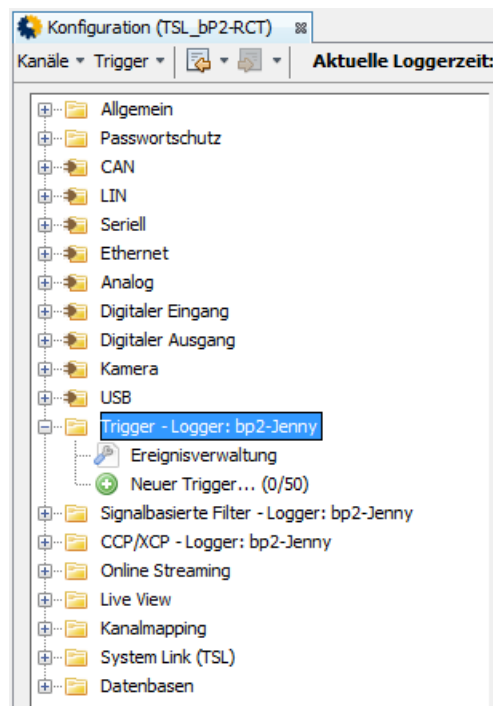 Konfiguration (TSL_bP2-RCT)
Kanäle Trigger Aktuelle Loggerzeit:
Allgemein
Passwortschutz
CAN
LIN
Seriell
Ethernet
Analog
Digitaler Eingang
Digitaler Ausgang
Kamera
USB
Trigger - Logger: bp2-Jenny
Ereignisverwaltung
Neuer Trigger... (0/50)
Signalbasierte Filter - Logger: bp2-Jenny
CCP/XCP - Logger: bp2-Jenny
Online Streaming
Live View
Kanalmapping
System Link (TSL)
Datenbasen